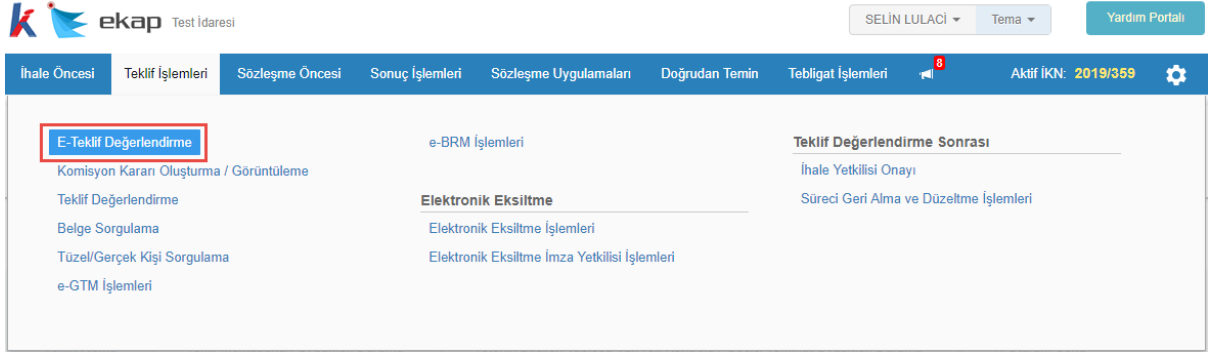 ekap Test İdaresi SELİN LULACİ Tema Yardım Portalı
İhale Öncesi Teklif İşlemleri Sözleşme Öncesi Sonuç İşlemleri Sözleşme Uygulamaları Doğrudan Temin Tebligat İşlemleri 8 Aktif İKN: 2019/359
E-Teklif Değerlendirme
Komisyon Kararı Oluşturma / Görüntüleme
Teklif Değerlendirme
Belge Sorgulama
Tüzel/Gerçek Kişi Sorgulama
e-GTM İşlemleri
e-BRM İşlemleri
Elektronik Eksiltme
Elektronik Eksiltme İşlemleri
Elektronik Eksiltme İmza Yetkilisi İşlemleri
Teklif Değerlendirme Sonrası
İhale Yetkilisi Onayı
Süreci Geri Alma ve Düzeltme İşlemleri